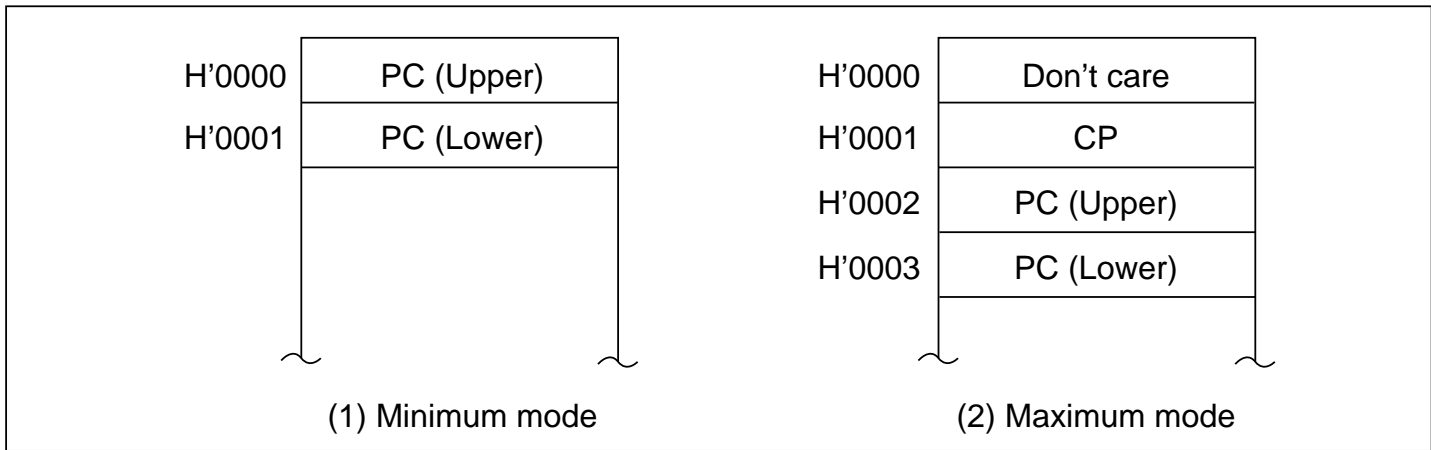 H’0000 PC (Upper)
H’0001 PC (Lower)
(1) Minimum mode
H’0000 Don’t care
H’0001 CP
H’0002 PC (Upper)
H’0003 PC (Lower)
(2) Maximum mode